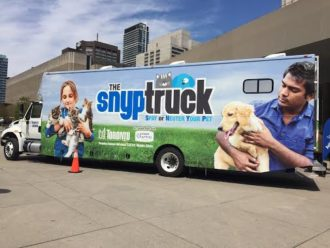 THE
snyptruck
SPAY or NEUTER YOUR PET
TORONTO